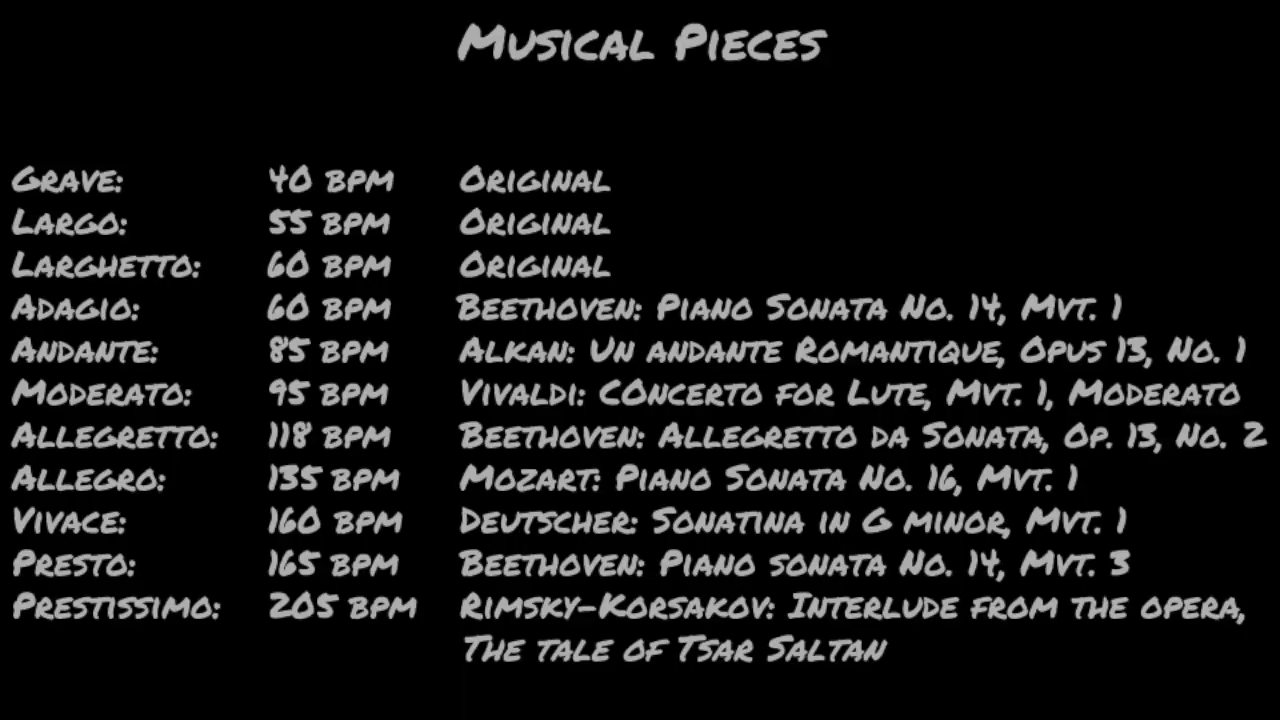 Musical Pieces
Grave: 40 bpm Original
Largo: 55 bpm Original
Larghetto: 60 bpm Original
Adagio: 60 bpm Beethoven: Piano Sonata No. 14, Mvt. 1
Andante: 85 bpm Alkan: Un andante Romantique, Opus 13, No. 1
Moderato: 95 bpm Vivaldi: COncerto for Lute, Mvt. 1, Moderato
Allegretto: 118 bpm Beethoven: Allegretto da Sonata, Op. 13, No. 2
Allegro: 135 bpm Mozart: Piano Sonata No. 16, Mvt. 1
Vivace: 160 bpm Deutscher: Sonatina in G minor, Mvt. 1
Presto: 165 bpm Beethoven: Piano sonata No. 14, Mvt. 3
Prestissimo: 205 bpm Rimsky-Korsakov: Interlude from the opera,
The tale of Tsar Saltan